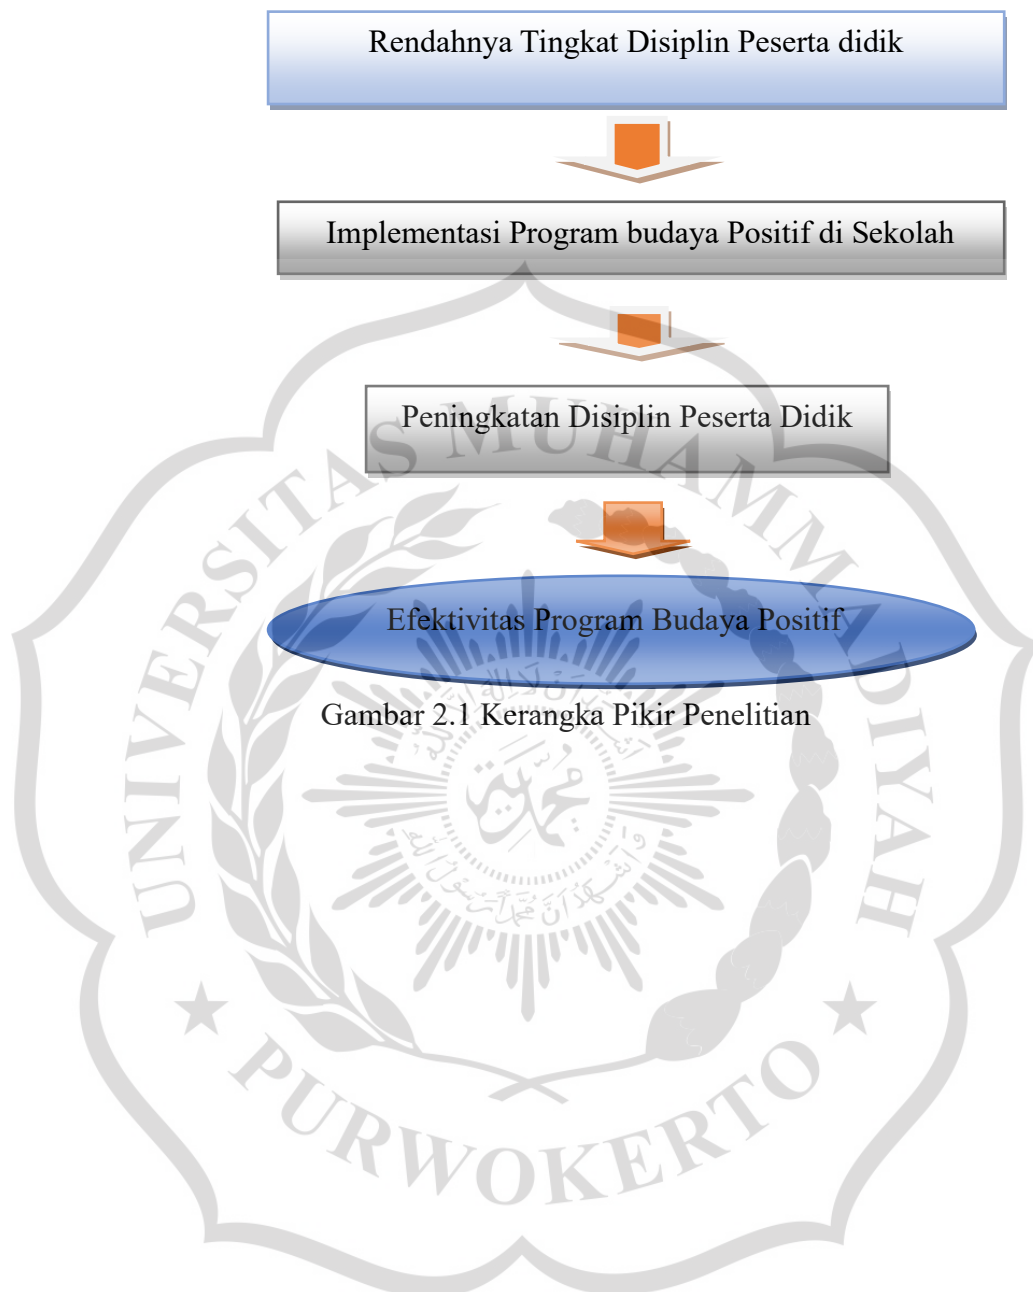 Rendahnya Tingkat Disiplin Peserta didik
Implementasi Program budaya Positif di Sekolah
Peningkatan Disiplin Peserta Didik
Efektivitas Program Budaya Positif
Gambar 2.1 Kerangka Pikir Penelitian
UNIVERSITAS MUHAMMADIYAH
PURWOKERTO